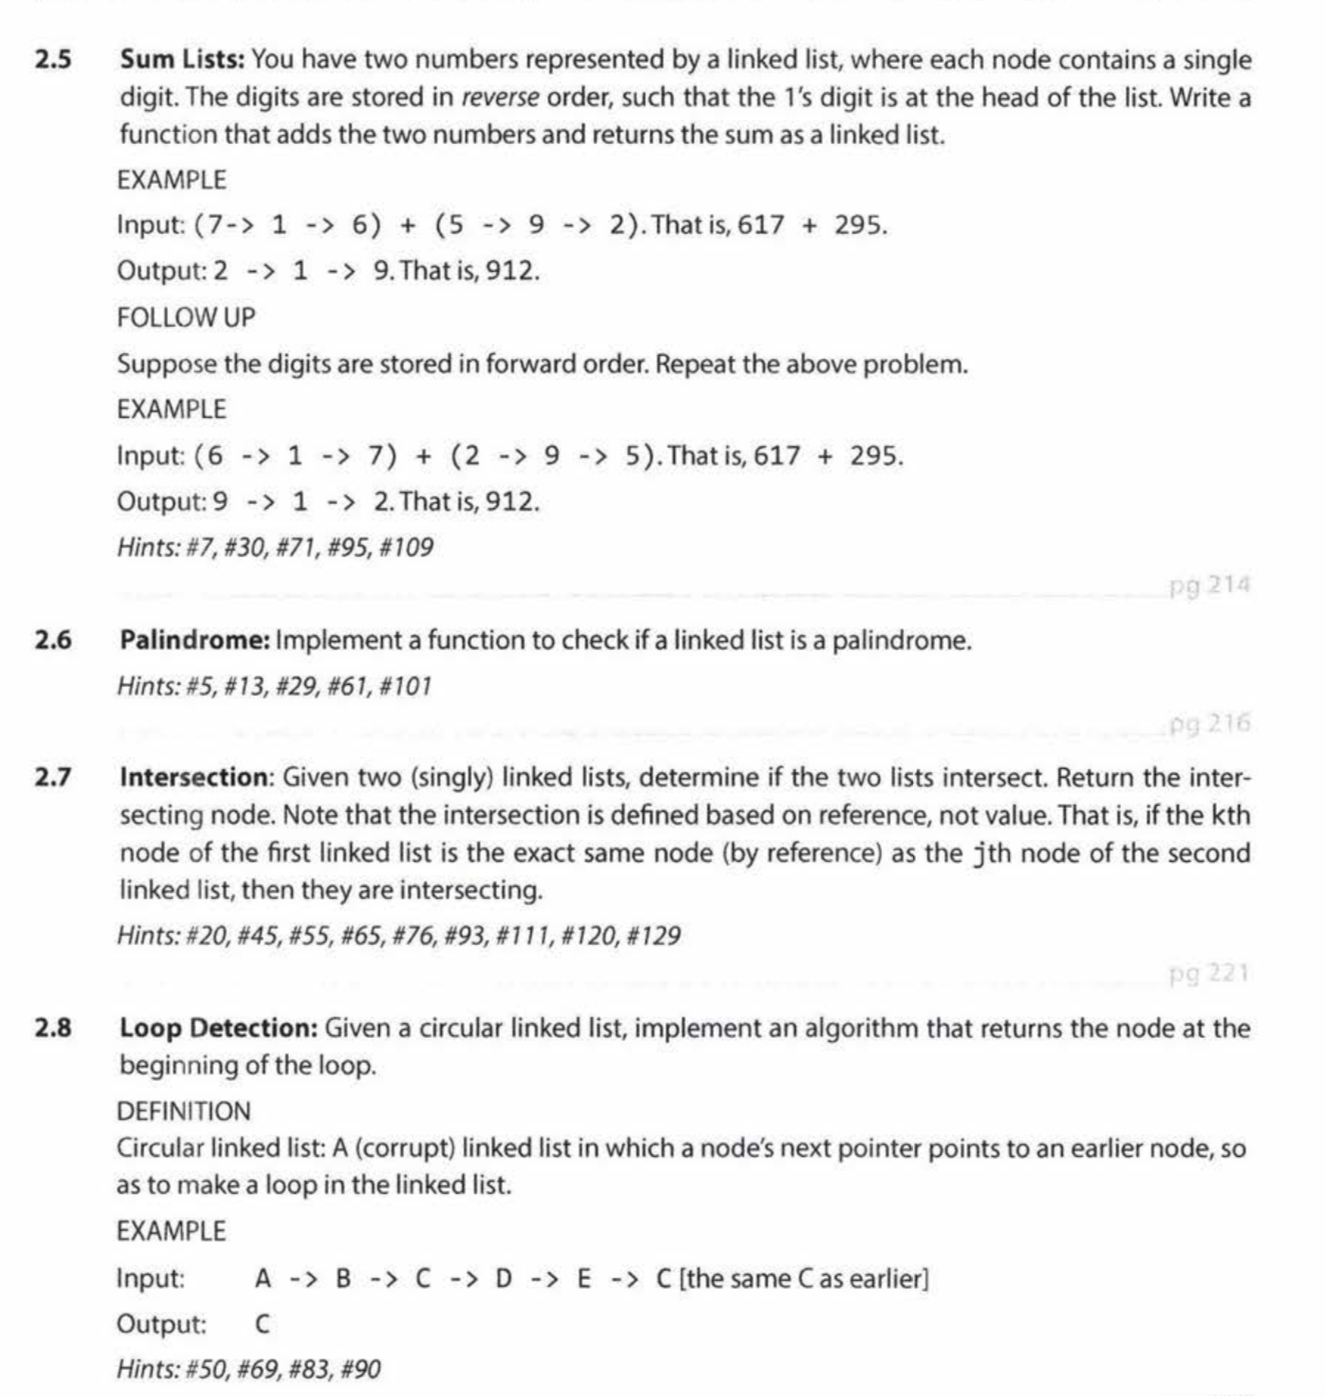 2.5 Sum Lists: You have two numbers represented by a linked list, where each node contains a single
digit. The digits are stored in reverse order, such that the 1's digit is at the head of the list. Write a
function that adds the two numbers and returns the sum as a linked list.
EXAMPLE
Input: (7-> 1 -> 6) + (5 -> 9 -> 2). That is, 617 + 295.
Output: 2 -> 1 -> 9. That is, 912.
FOLLOW UP
Suppose the digits are stored in forward order. Repeat the above problem.
EXAMPLE
Input: (6 -> 1 -> 7) + (2 -> 9 -> 5). That is, 617 + 295.
Output: 9 -> 1 -> 2. That is, 912.
Hints: #7, #30, #71, #95, #109
pg 214
2.6 Palindrome: Implement a function to check if a linked list is a palindrome.
Hints: #5, #13, #29, #61, #101
pg 216
2.7 Intersection: Given two (singly) linked lists, determine if the two lists intersect. Return the inter-
secting node. Note that the intersection is defined based on reference, not value. That is, if the kth
node of the first linked list is the exact same node (by reference) as the jth node of the second
linked list, then they are intersecting.
Hints: #20, #45, #55, #65, #76, #93, #111, #120, #129
pg 221
2.8 Loop Detection: Given a circular linked list, implement an algorithm that returns the node at the
beginning of the loop.
DEFINITION
Circular linked list: A (corrupt) linked list in which a node's next pointer points to an earlier node, so
as to make a loop in the linked list.
EXAMPLE
Input: A -> B -> C -> D -> E -> C [the same C as earlier]
Output: C
Hints: #50, #69, #83, #90